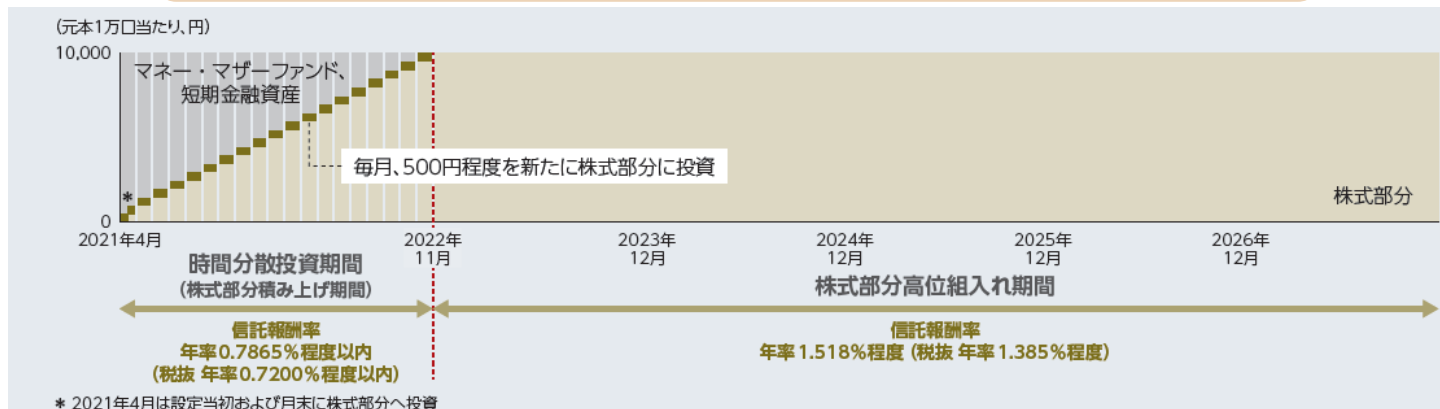 (元本1万口当たり、円)
10,000
マネー・マザーファンド、
短期金融資産
毎月、500円程度を新たに株式部分に投資
*
株式部分
0
2021年4月
2022年
11月
2023年
12月
2024年
12月
2025年
12月
2026年
12月
時間分散投資期間
(株式部分積み上げ期間)
株式部分高位組入れ期間
信託報酬率
年率0.7865%程度以内
(税抜 年率0.7200%程度以内)
信託報酬率
年率1.518%程度 (税抜 年率1.385%程度)
* 2021年4月は設定当初および月末に株式部分へ投資